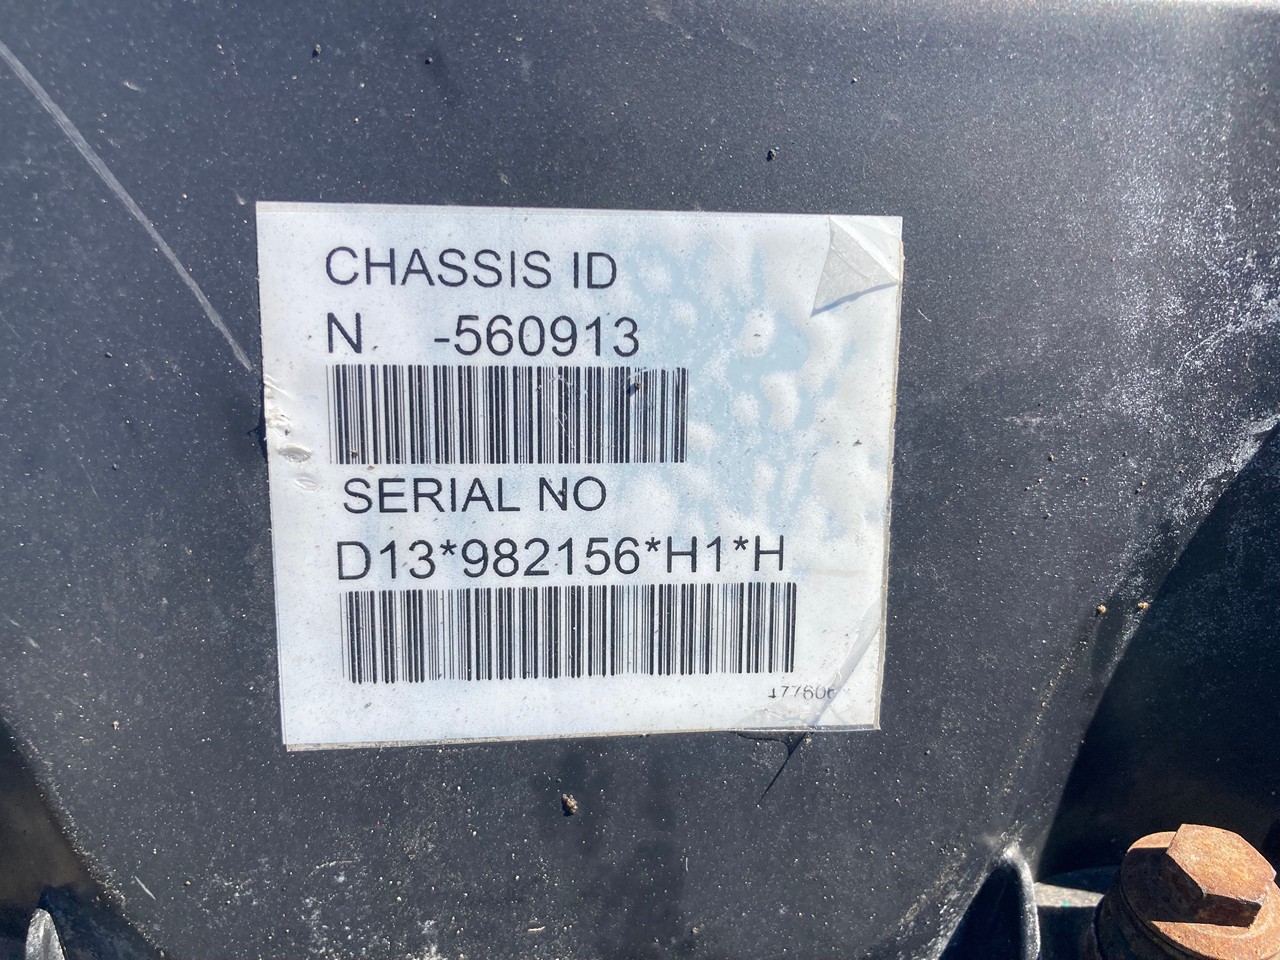 CHASSIS ID
N -560913
SERIAL NO
D13*982156*H1*H